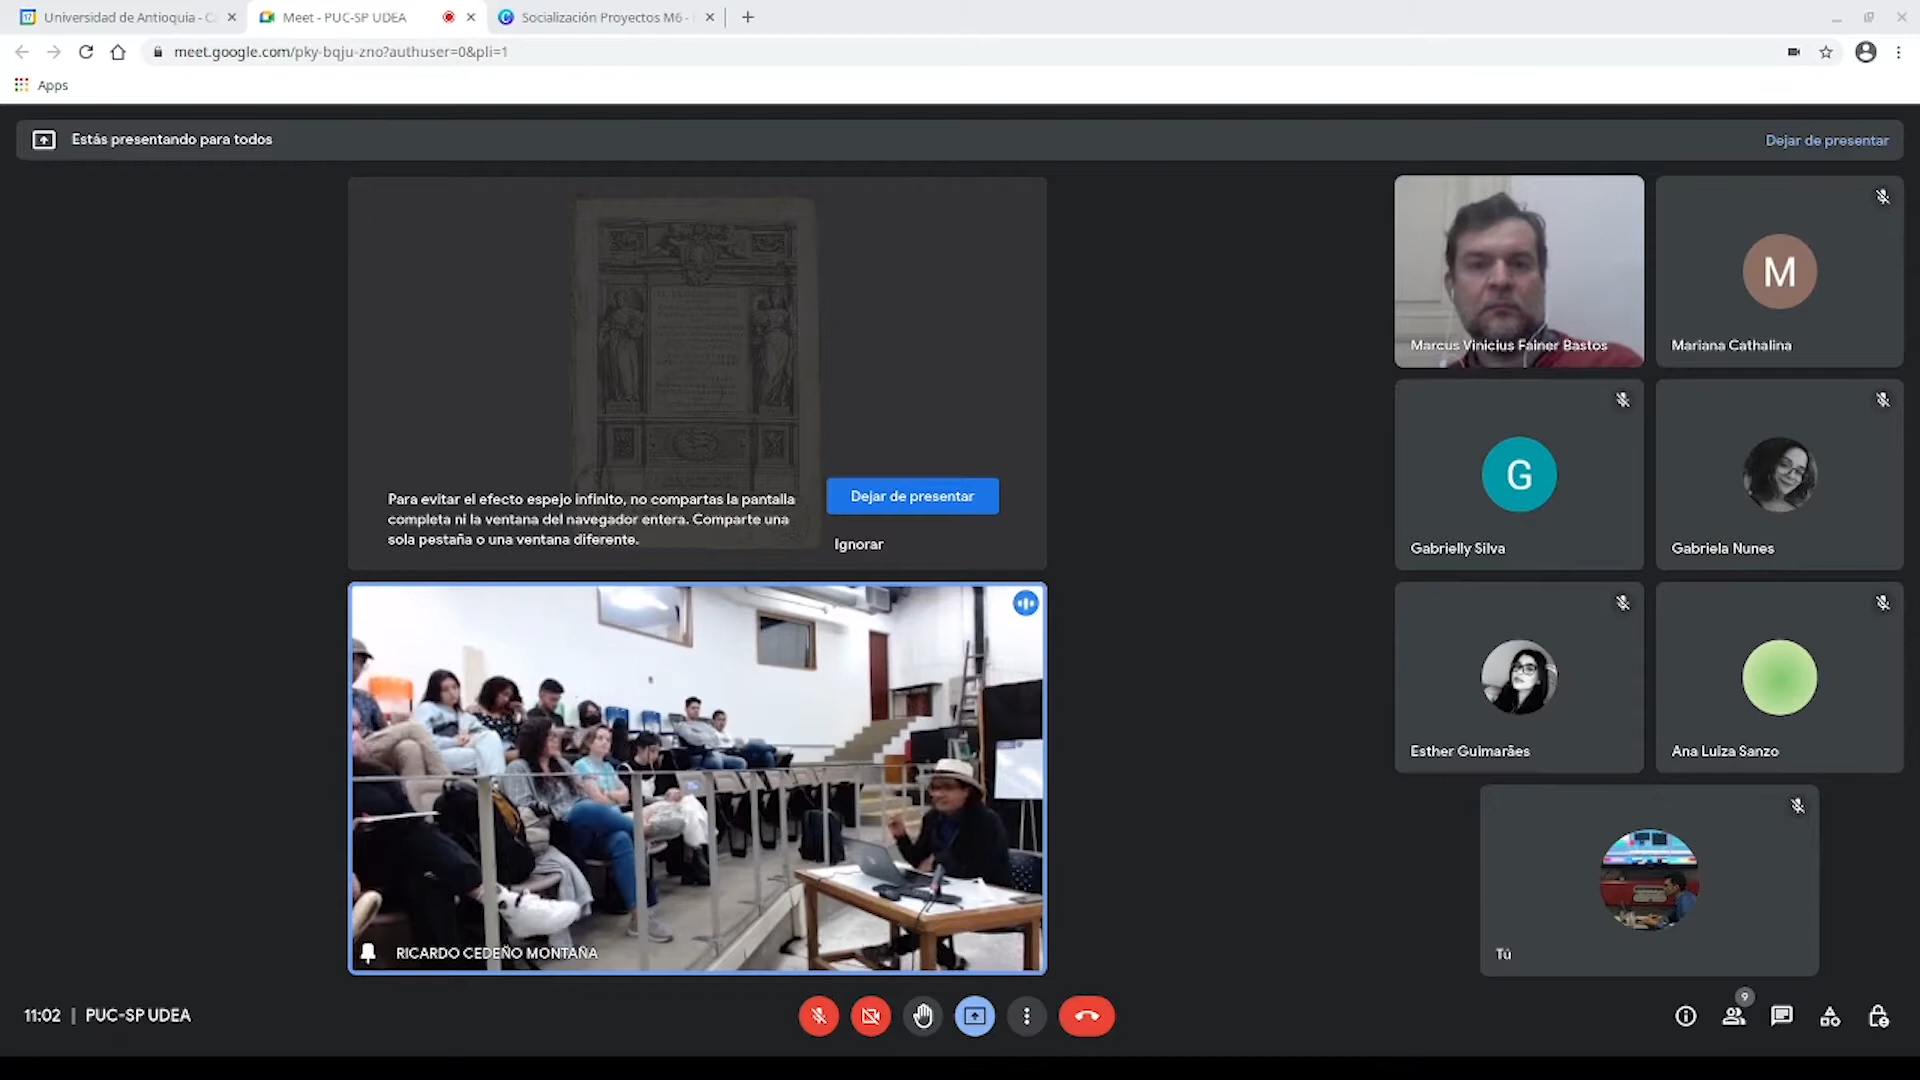 Universidad de Antioquia - C
Meet - PUC-SP UDEA
Socialización Proyectos M6 -
meet.google.com/pky-bqju-zno?authuser=0&pli=1
Apps
Estás presentando para todos
Dejar de presentar
Para evitar el efecto espejo infinito, no compartas la pantalla
completa ni la ventana del navegador entera. Comparte una
sola pestaña o una ventana diferente.
Dejar de presentar
Ignorar
Marcus Vinicius Fainer Bastos
M
Mariana Cathalina
G
Gabrielly Silva
Gabriela Nunes
Esther Guimarães
Ana Luiza Sanzo
RICARDO CEDEÑO MONTAÑA
Tú
11:02 | PUC-SP UDEA
9